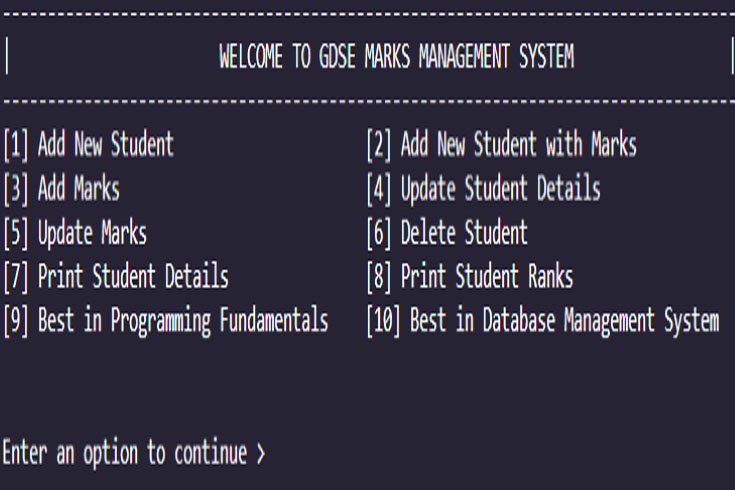 WELCOME TO GDSE MARKS MANAGEMENT SYSTEM
[1] Add New Student [2] Add New Student with Marks
[3] Add Marks [4] Update Student Details
[5] Update Marks [6] Delete Student
[7] Print Student Details [8] Print Student Ranks
[9] Best in Programming Fundamentals [10] Best in Database Management System
Enter an option to continue >